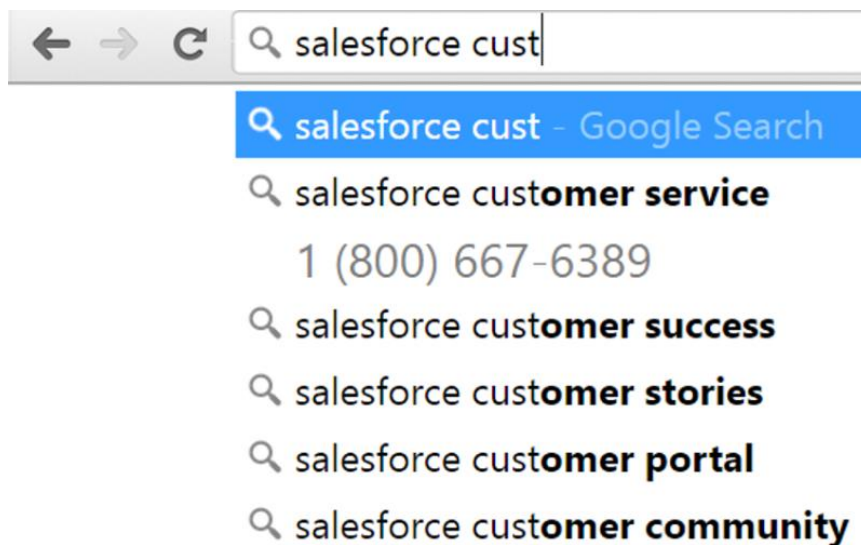 salesforce cust
salesforce cust - Google Search
salesforce customer service
1 (800) 667-6389
salesforce customer success
salesforce customer stories
salesforce customer portal
salesforce customer community